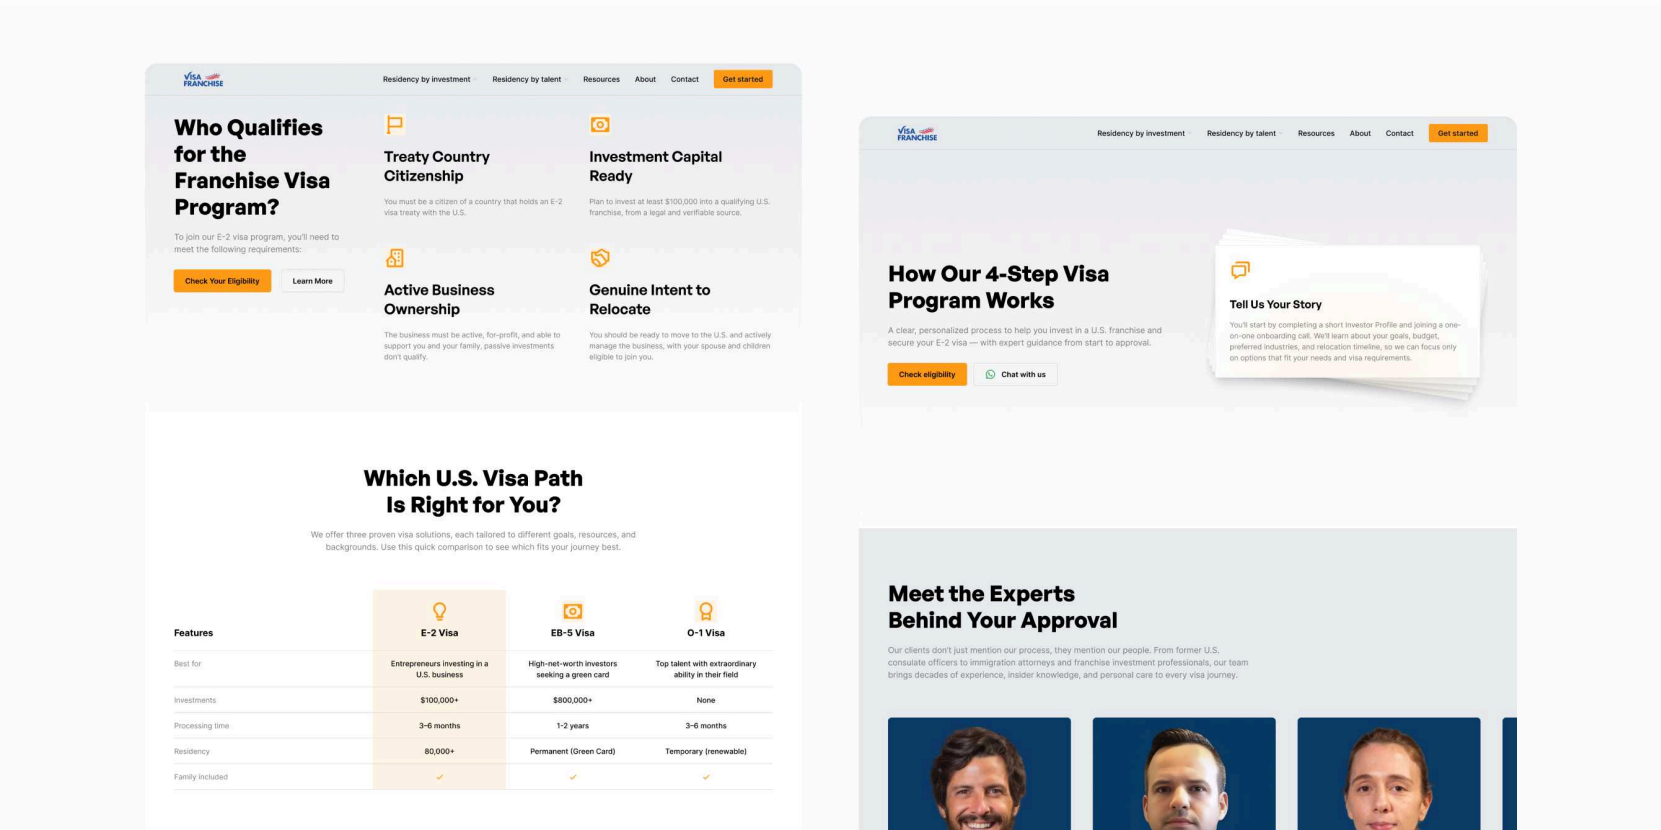 VISA
FRANCHISE
Residency by investment
Residency by talent
Resources
About
Contact
Get started
Who Qualifies
for the
Franchise Visa
Program?
To join our E-2 visa program, you'll need to
meet the following requirements:
Check Your Eligibility
Learn More
Treaty Country
Citizenship
You must be a citizen of a country that holds an E-2
visa treaty with the U.S.
Investment Capital
Ready
Plan to invest at least $100,000 into a qualifying U.S.
franchise, from a legal and verifiable source.
Active Business
Ownership
The business must be active, for-profit, and able to
support you and your family, passive investments
don't qualify.
Genuine Intent to
Relocate
You should be ready to move to the U.S. and actively
manage the business, with your spouse and children
eligible to join you.
Which U.S. Visa Path
Is Right for You?
We offer three proven visa solutions, each tailored to different goals, resources, and
backgrounds. Use this quick comparison to see which fits your journey best.
Features
E-2 Visa
EB-5 Visa
O-1 Visa
Best for
Entrepreneurs investing in a
U.S. business
High-net-worth investors
seeking a green card
Top talent with extraordinary
ability in their field
Investments
$100,000+
$800,000+
None
Processing time
3–6 months
1-2 years
3–6 months
Residency
80,000+
Permanent (Green Card)
Temporary (renewable)
Family included
VISA
FRANCHISE
Residency by investment
Residency by talent
Resources
About
Contact
Get started
How Our 4-Step Visa
Program Works
A clear, personalized process to help you invest in a U.S. franchise and
secure your E-2 visa — with expert guidance from start to approval.
Check eligibility
Chat with us
Tell Us Your Story
You'll start by completing a short Investor Profile and joining a one-
on-one onboarding call. We'll learn about your goals, budget,
preferred industries, and relocation timeline, so we can focus only
on options that fit your needs and visa requirements.
Meet the Experts
Behind Your Approval
Our clients don't just mention our process, they mention our people. From former U.S.
consulate officers to immigration attorneys and franchise investment professionals, our team
brings decades of experience, insider knowledge, and personal care to every visa journey.